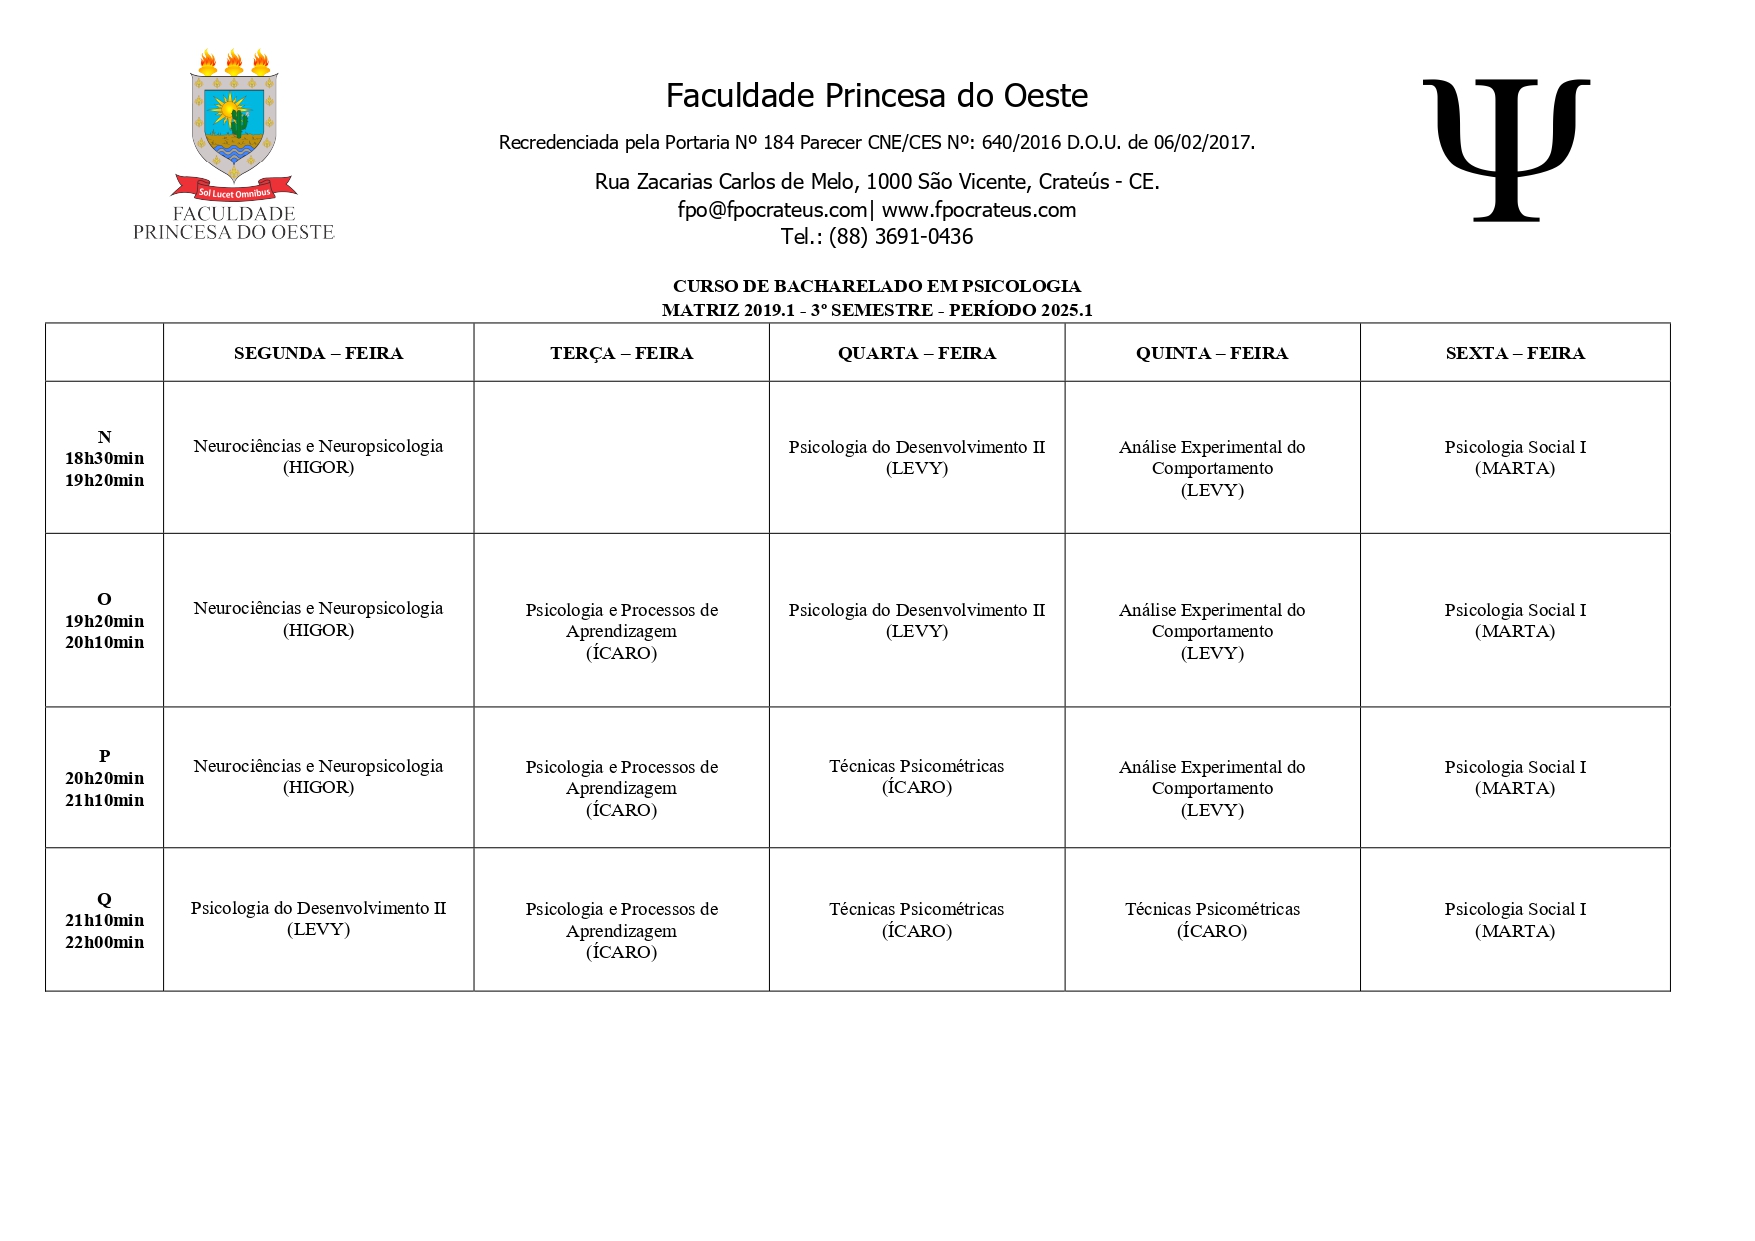 Sol Lucet Omnibus
FACULDADE
PRINCESA DO OESTE
Faculdade Princesa do Oeste
Recredenciada pela Portaria Nº 184 Parecer CNE/CES Nº: 640/2016 D.O.U. de 06/02/2017.
Rua Zacarias Carlos de Melo, 1000 São Vicente, Crateús - CE.
fpo@fpocrateus.com| www.fpocrateus.com
Tel.: (88) 3691-0436
Ψ
CURSO DE BACHARELADO EM PSICOLOGIA
MATRIZ 2019.1 - 3º SEMESTRE - PERÍODO 2025.1
SEGUNDA – FEIRA
TERÇA – FEIRA
QUARTA – FEIRA
QUINTA – FEIRA
SEXTA – FEIRA
N
18h30min
19h20min
Neurociências e Neuropsicologia
(HIGOR)
Psicologia do Desenvolvimento II
(LEVY)
Análise Experimental do
Comportamento
(LEVY)
Psicologia Social I
(MARTA)
O
19h20min
20h10min
Neurociências e Neuropsicologia
(HIGOR)
Psicologia e Processos de
Aprendizagem
(ÍCARO)
Psicologia do Desenvolvimento II
(LEVY)
Análise Experimental do
Comportamento
(LEVY)
Psicologia Social I
(MARTA)
P
20h20min
21h10min
Neurociências e Neuropsicologia
(HIGOR)
Psicologia e Processos de
Aprendizagem
(ÍCARO)
Técnicas Psicométricas
(ÍCARO)
Análise Experimental do
Comportamento
(LEVY)
Psicologia Social I
(MARTA)
Q
21h10min
22h00min
Psicologia do Desenvolvimento II
(LEVY)
Psicologia e Processos de
Aprendizagem
(ÍCARO)
Técnicas Psicométricas
(ÍCARO)
Técnicas Psicométricas
(ÍCARO)
Psicologia Social I
(MARTA)